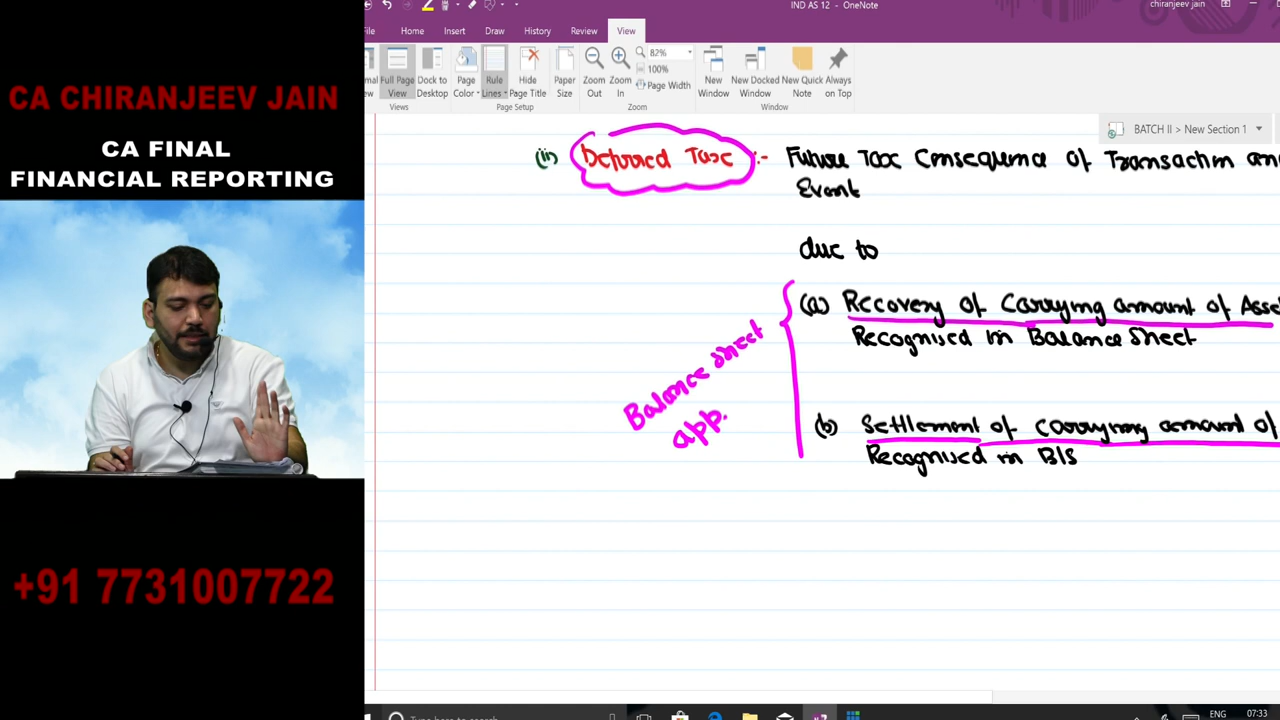 IND AS 12 - OneNote
chiranjeev jain
File Home Insert Draw History Review View
Full Page View
Dock to Desktop
Page Color
Rule Lines
Hide Page Title
Paper Size
Zoom Out
Zoom In
82%
100%
Page Width
New Window
New Docked Window
New Quick Note
Always on Top
Views
Page Setup
Zoom
Window
BATCH II > New Section 1
CA CHIRANJEEV JAIN
CA FINAL
FINANCIAL REPORTING
+91 7731007722
(ii) Deferred Tax :- Future Tax Consequence of Transaction and
Event
due to
(a) Recovery of Carrying amount of Asse
Recognised in Balance Sheet
Balance Sheet
app.
(b) Settlement of carrying amount of
Recognised in B/S
Type here to search
ENG
07:33